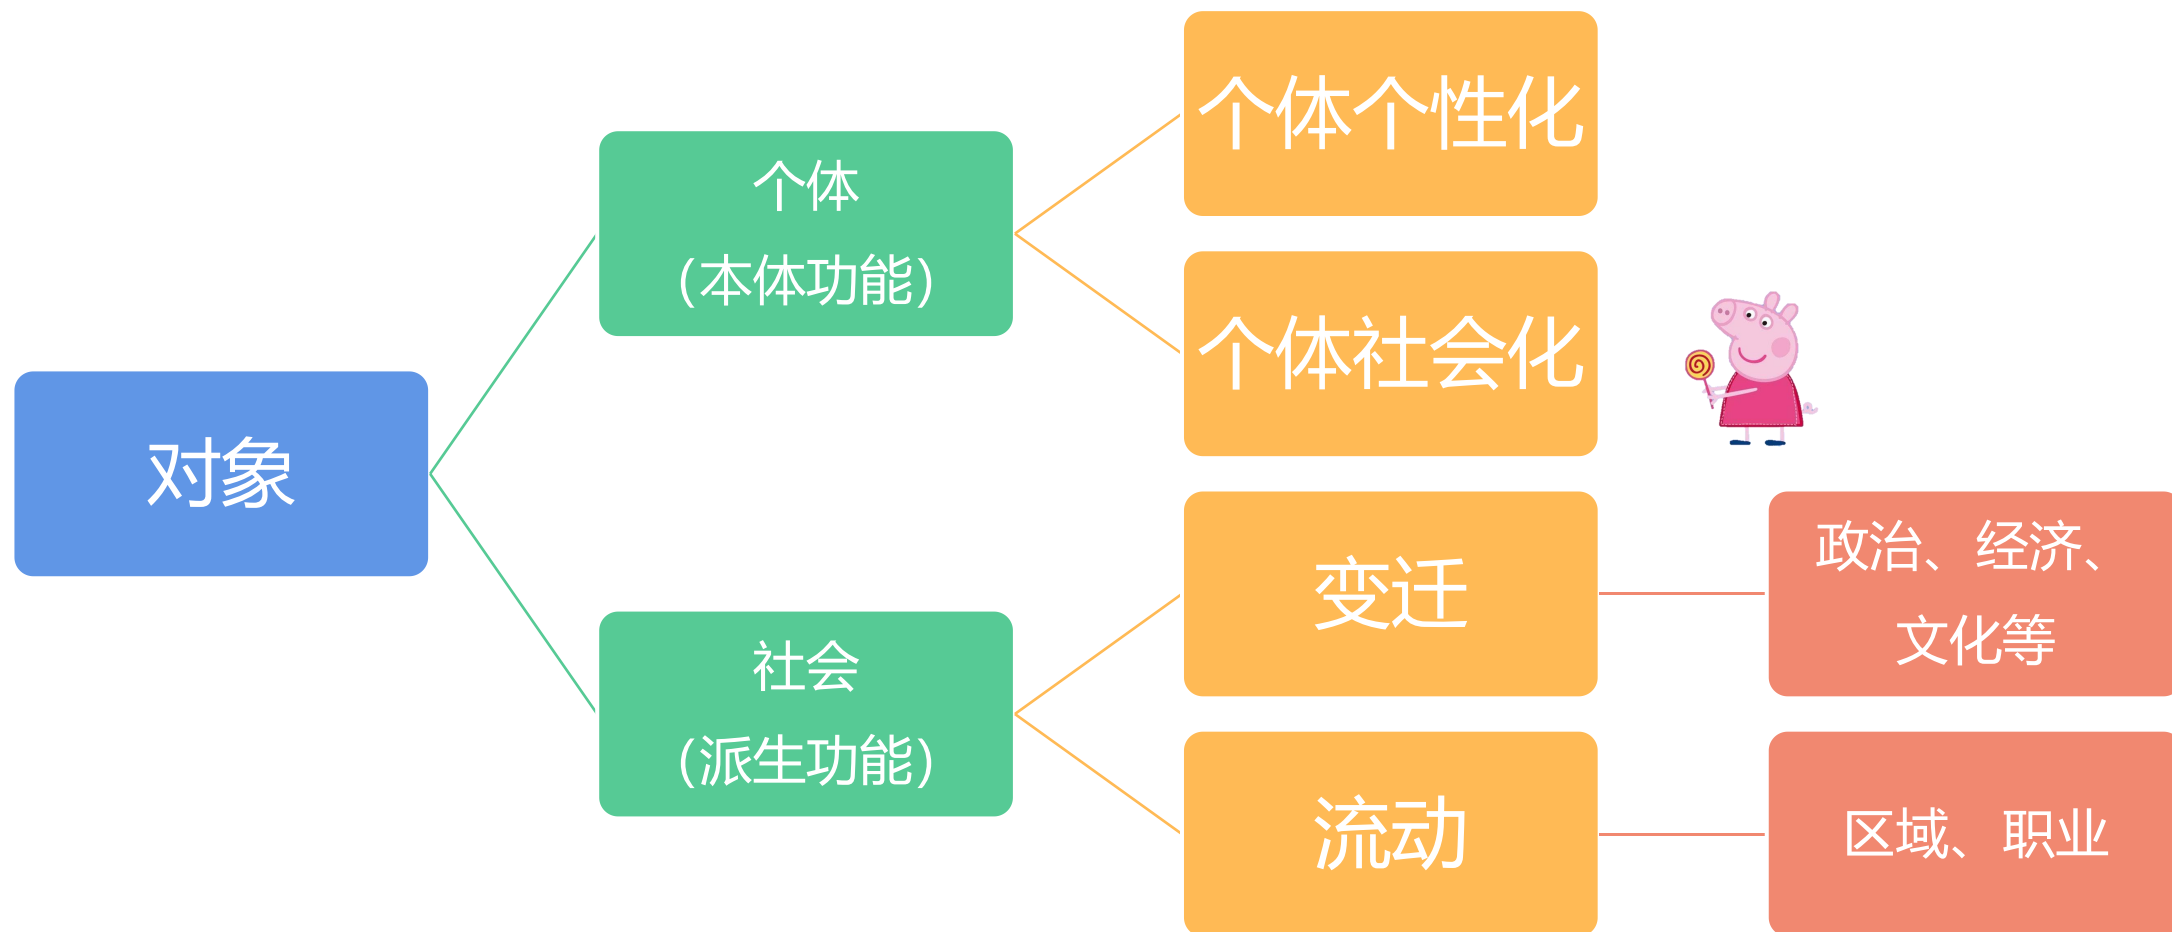 对象
个体
（本体功能）
社会
（派生功能）
个体个性化
个体社会化
变迁
流动
政治、经济、
文化等
区域、职业